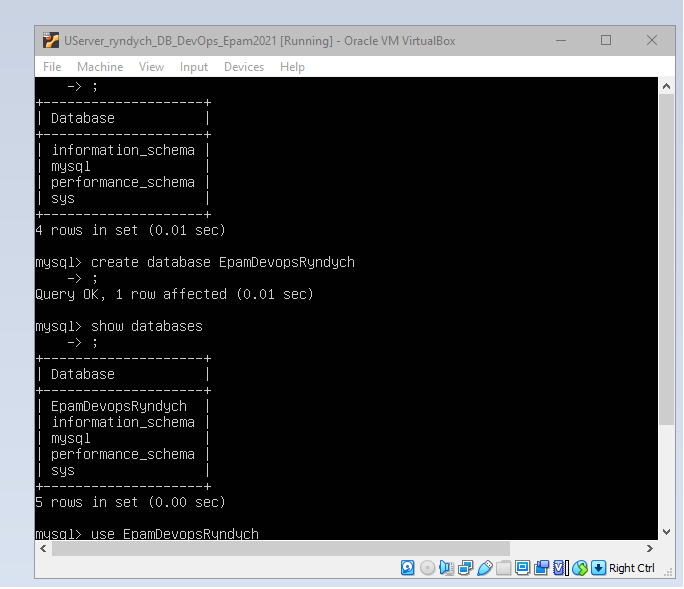 UServer_ryndych_DB_DevOps_Epam2021 [Running] - Oracle VM VirtualBox
File Machine View Input Devices Help
    -> ;
+--------------------+
| Database           |
+--------------------+
| information_schema |
| mysql              |
| performance_schema |
| sys                |
+--------------------+
4 rows in set (0.01 sec)
mysql> create database EpamDevopsRyndych
    -> ;
Query OK, 1 row affected (0.01 sec)
mysql> show databases
    -> ;
+--------------------+
| Database           |
+--------------------+
| EpamDevopsRyndych  |
| information_schema |
| mysql              |
| performance_schema |
| sys                |
+--------------------+
5 rows in set (0.00 sec)
mysql> use EpamDevopsRyndych
Right Ctrl